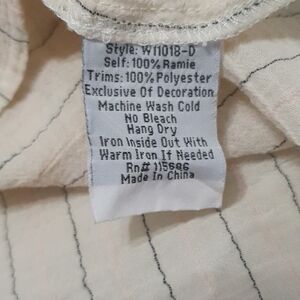 Style: W11018-D
Self: 100% Ramie
Trims: 100% Polyester
Exclusive Of Decoration
Machine Wash Cold
No Bleach
Hang Dry
Iron Inside Out With
Warm Iron If Needed
Rn# 115686
Made In China